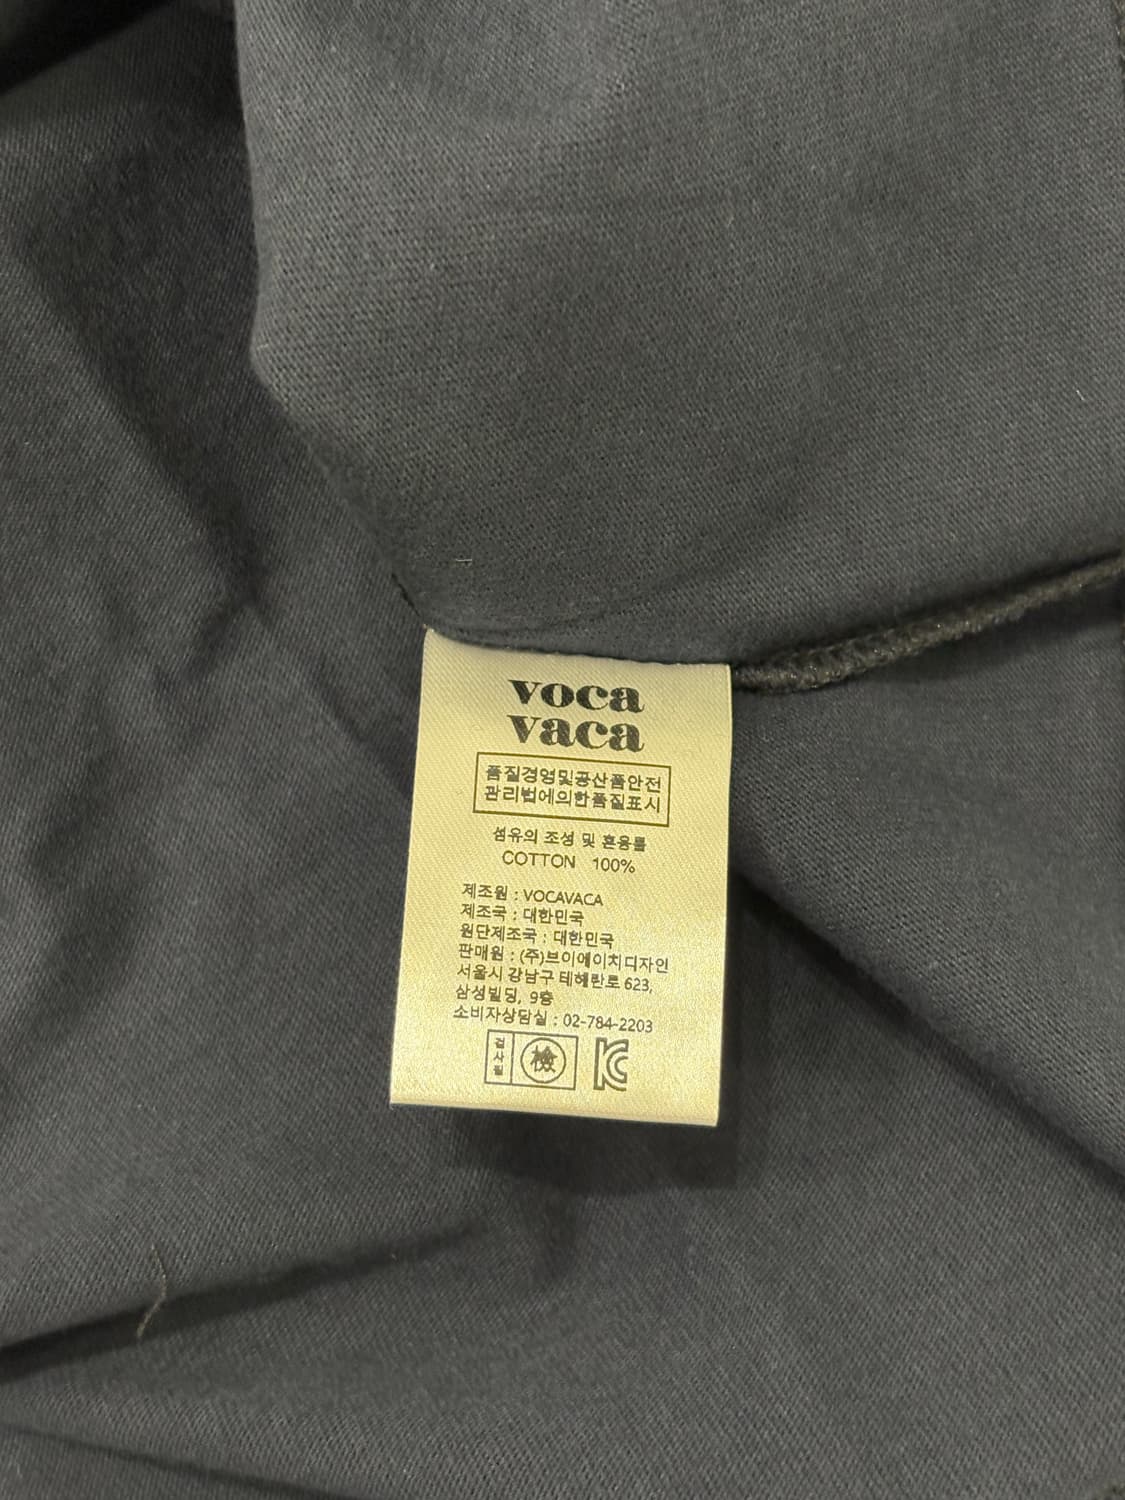 voca
vaca
품질경영및공산품안전
관리법에의한품질표시
섬유의 조성 및 혼용률
COTTON 100%
제조원 : VOCAVACA
제조국 : 대한민국
원단제조국 : 대한민국
판매원 : (주)브이에이치디자인
서울시 강남구 테헤란로 623,
삼성빌딩, 9층
소비자상담실 : 02-784-2203
검사필 檢 KC